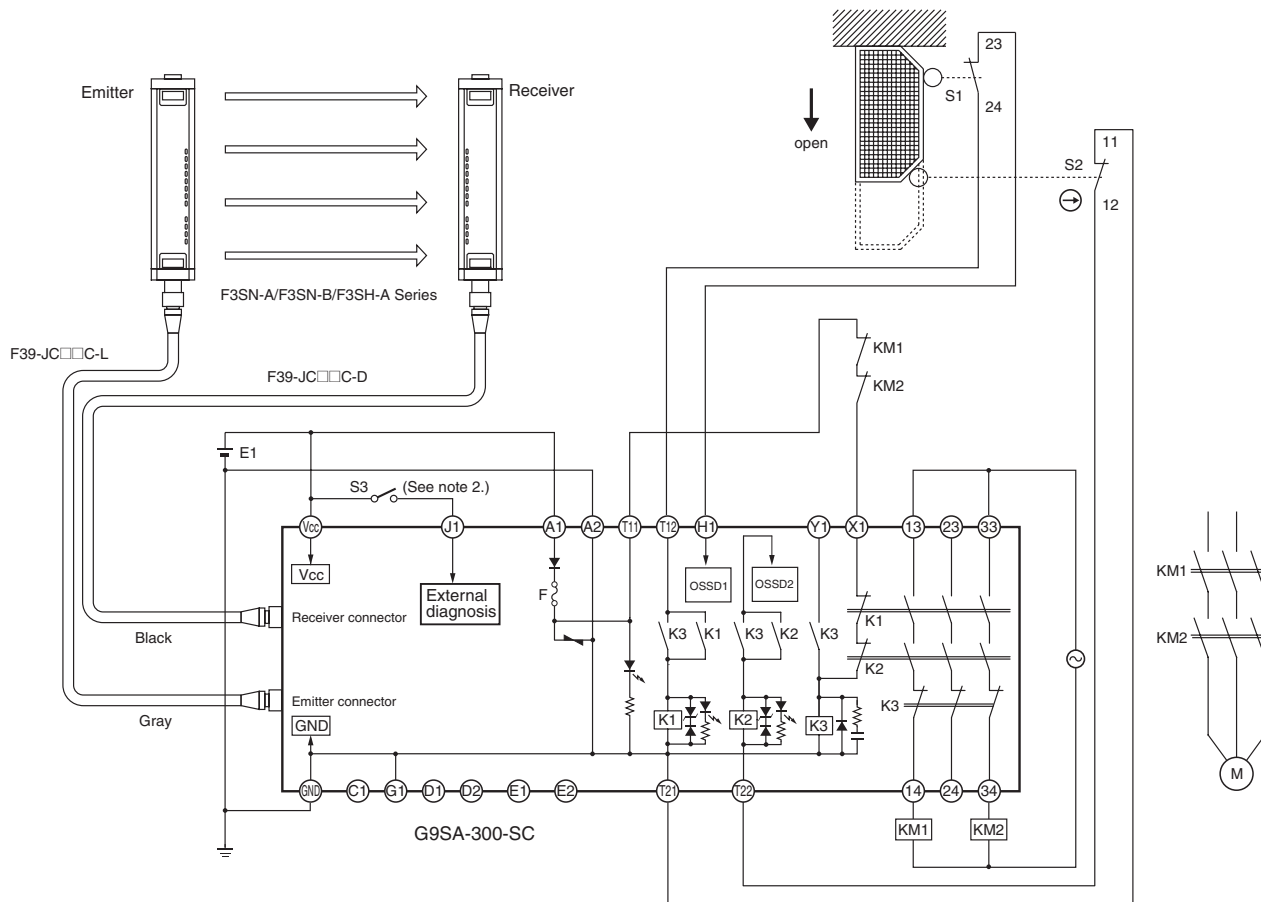 Emitter
Receiver
F3SN-A/F3SN-B/F3SH-A Series
F39-JC□□C-L
F39-JC□□C-D
open
S1
23
24
S2
11
12
KM1
KM2
E1
S3
(See note 2.)
Vcc
J1
A1
A2
T11
T12
H1
Y1
X1
13
23
33
Vcc
External
diagnosis
F
OSSD1
OSSD2
Receiver connector
Black
Emitter connector
Gray
GND
K3
K1
K3
K2
K3
K1
K2
K3
K1
K2
K3
KM1
KM2
M
GND
C1
G1
D1
D2
E1
E2
T21
T22
14
24
34
G9SA-300-SC
KM1
KM2